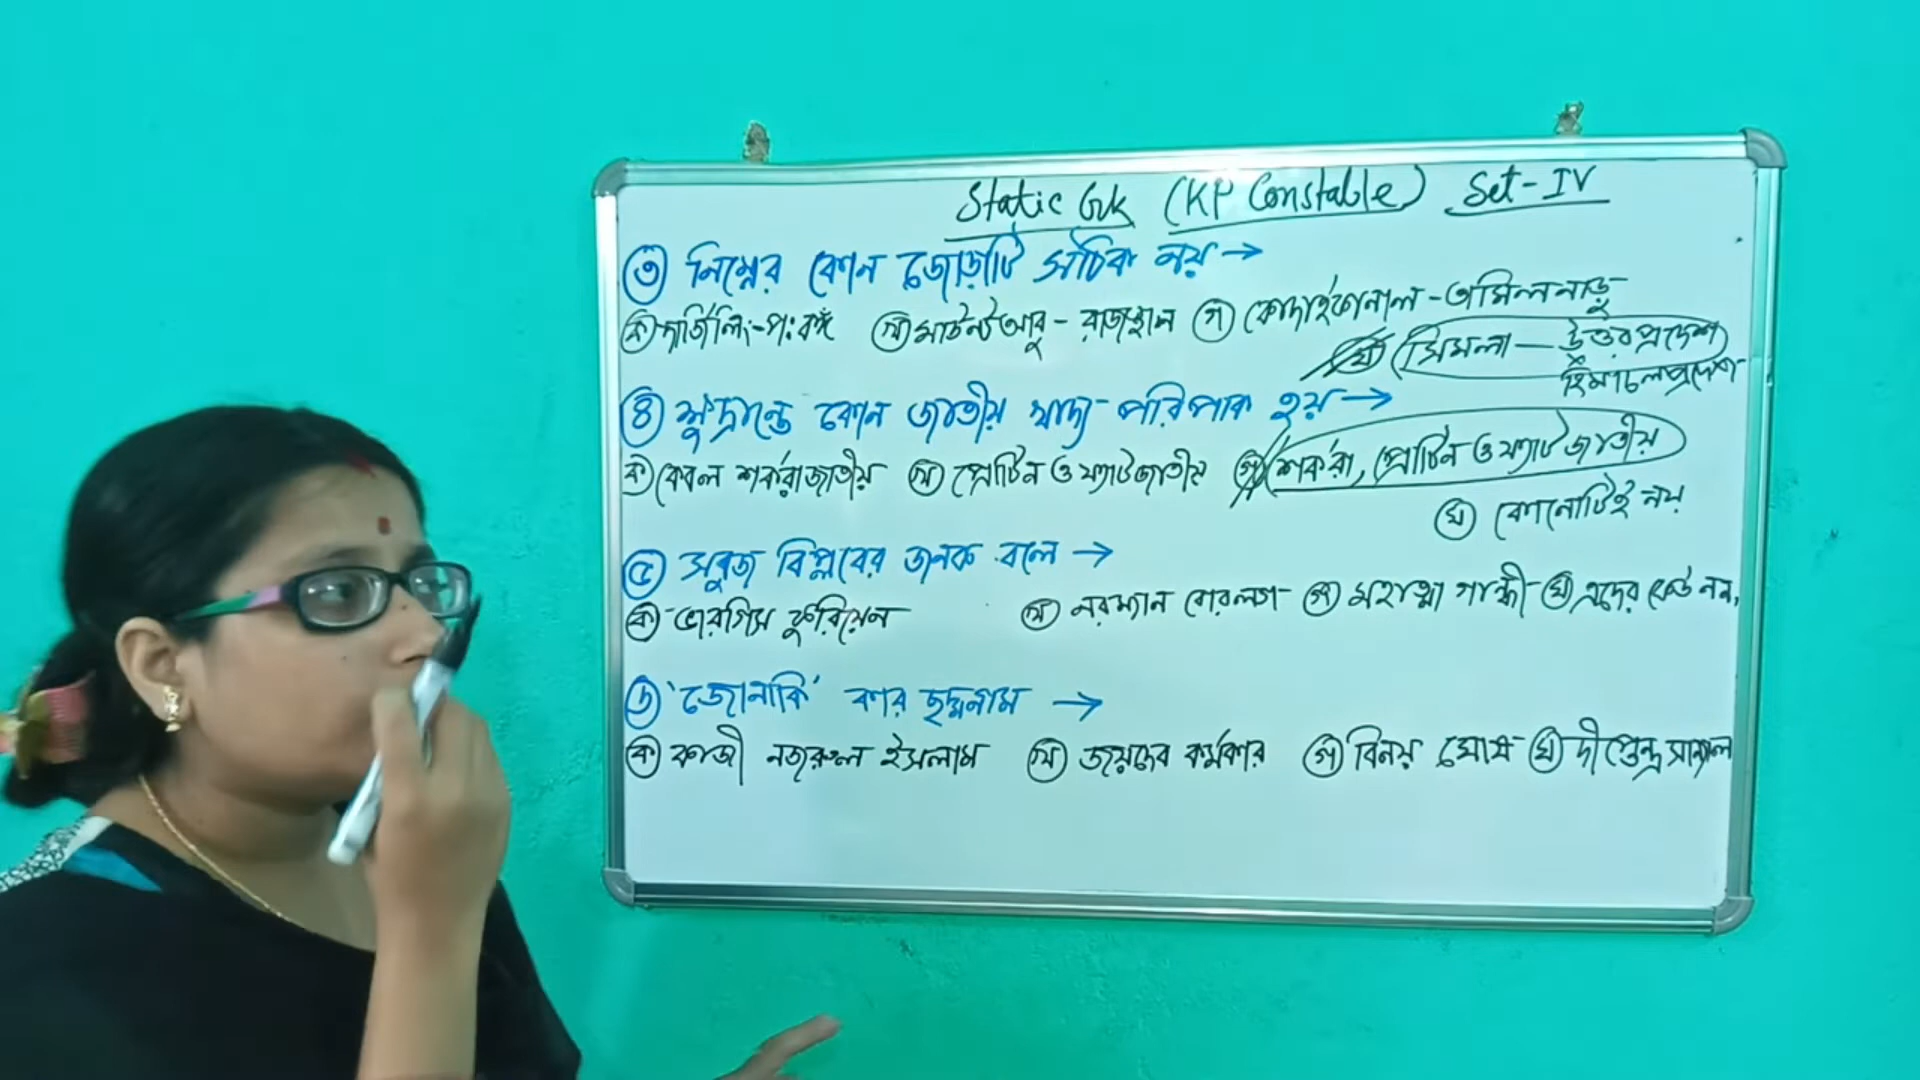 Static Gk (KP Constable) Set-IV
৩ নিম্নের কোন জোড়াটি সঠিক নয় →
ক দার্জিলিং-প:বঙ্গ খ মাউন্টআবু - রাজস্থান গ কোদাইকানাল - তামিলনাড়ু
ঘ সিমলা — উত্তরপ্রদেশ
হিমাচলপ্রদেশ
৪ ক্ষুদ্রান্তে কোন জাতীয় খাদ্য পরিপাক হয় →
ক কেবল শর্করাজাতীয় খ প্রোটিন ও ফ্যাটজাতীয় গ শর্করা, প্রোটিন ও ফ্যাট জাতীয়
ঘ কোনোটিই নয়
৫ সবুজ বিপ্লবের জনক বলে →
ক ভারগিস কুরিয়েন খ নরম্যান বোরলগ গ মহাত্মা গান্ধী ঘ এদের কেউ নন,
৬ 'জোনাকি' কার ছদ্মনাম →
ক কাজী নজরুল ইসলাম খ জয়দেব কর্মকার গ বিনয় ঘোষ ঘ দীপ্তেন্দ্র সান্যাল